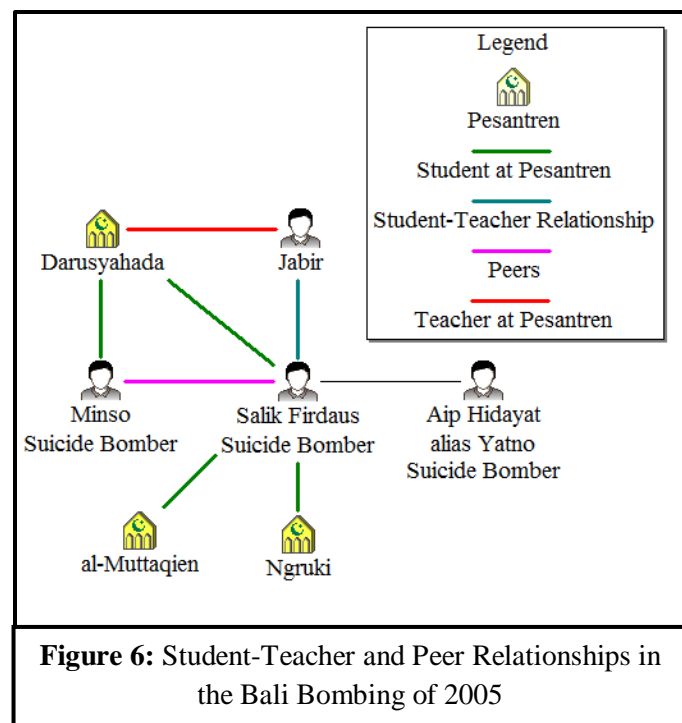 Legend
Pesantren
Student at Pesantren
Student-Teacher Relationship
Peers
Teacher at Pesantren
Darusyahada
Jabir
Minso
Suicide Bomber
Salik Firdaus
Suicide Bomber
Aip Hidayat
alias Yatno
Suicide Bomber
al-Muttaqien
Ngruki
Figure 6: Student-Teacher and Peer Relationships in
the Bali Bombing of 2005